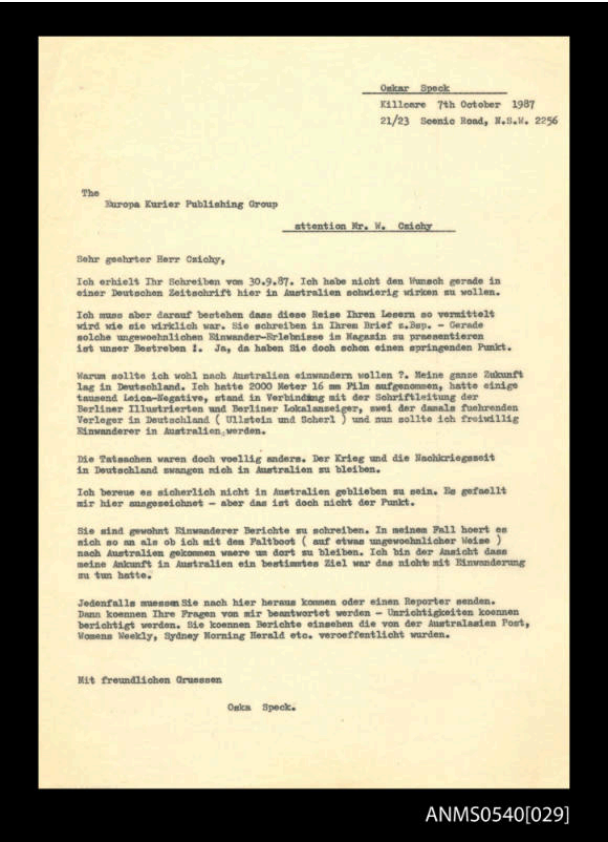 Oskar Speck
Killcare 7th October 1987
21/23 Scenic Road, N.S.W. 2256
The
Europa Kurier Publishing Group
attention Mr. W. Czichy
Sehr geehrter Herr Czichy,
Ich erhielt Ihr Schreiben vom 30.9.87. Ich habe nicht den Wunsch gerade in
einer Deutschen Zeitschrift hier in Australien schwierig wirken zu wollen.
Ich muss aber darauf bestehen dass diese Reise Ihren Lesern so vermittelt
wird wie sie wirklich war. Sie schreiben in Ihren Brief z.Bsp. - Gerade
solche ungewoehnlichen Einwander-Erlebnisse im Magazin zu praesentieren
ist unser Bestreben !. Ja, da haben Sie doch schon einen springenden Punkt.
Warum sollte ich wohl nach Australien einwandern wollen ?. Meine ganze Zukunft
lag in Deutschland. Ich hatte 2000 Meter 16 mm Film aufgenommen, hatte einige
tausend Leica-Negative, stand in Verbindung mit der Schriftleitung der
Berliner Illustrierten und Berliner Lokalanzeiger, zwei der damals fuehrenden
Verleger in Deutschland ( Ullstein und Scherl ) und nun sollte ich freiwillig
Einwanderer in Australien werden.
Die Tatsachen waren doch voellig anders. Der Krieg und die Nachkriegszeit
in Deutschland zwangen mich in Australien zu bleiben.
Ich bereue es sicherlich nicht in Australien geblieben zu sein. Es gefaellt
mir hier ausgezeichnet - aber das ist doch nicht der Punkt.
Sie sind gewohnt Einwanderer Berichte zu schreiben. In meinem Fall hoert es
sich so an als ob ich mit dem Faltboot ( auf etwas ungewoehnlicher Weise )
nach Australien gekommen waere um dort zu bleiben. Ich bin der Ansicht dass
meine Ankunft in Australien ein bestimmtes Ziel war das nichts mit Einwanderung
zu tun hatte.
Jedenfalls muessen Sie nach hier heraus kommen oder einen Reporter senden.
Dann koennen Ihre Fragen von mir beantwortet werden - Unrichtigkeiten koennen
berichtigt werden. Sie koennen Berichte einsehen die von der Australasien Post,
Womens Weekly, Sydney Morning Herald etc. veroeffentlicht wurden.
Mit freundlichen Gruessen
Oska Speck.
ANMS0540[029]